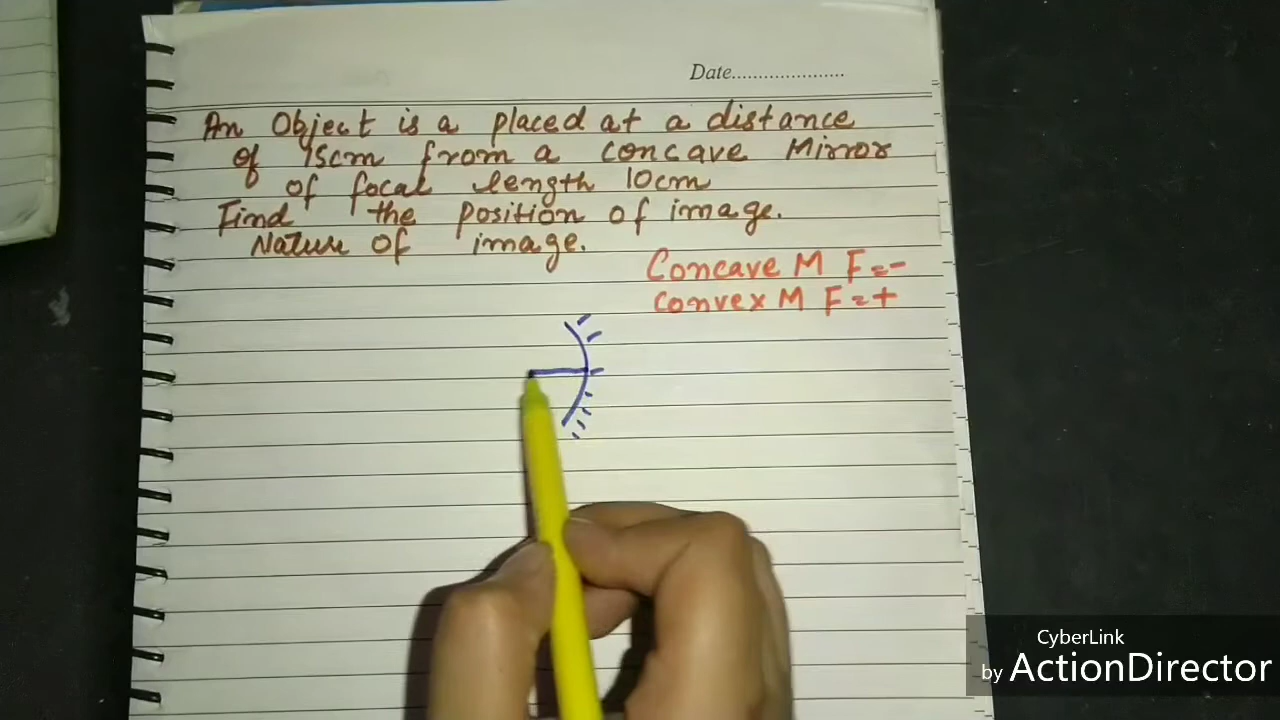 Date.....................
An Object is a placed at a distance
of 15cm from a concave Mirror
of focal length 10cm
Find the position of image.
Nature of image.
Concave M F=-
Convex M F=+
CyberLink
by ActionDirector